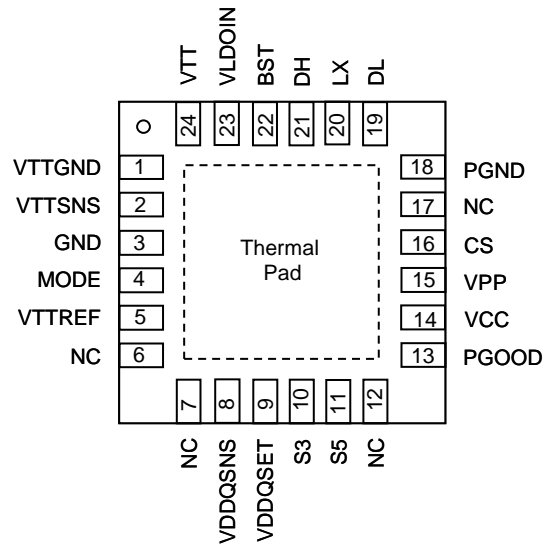 VTT
VLDOIN
BST
DH
LX
DL
24
23
22
21
20
19
VTTGND 1
VTTSNS 2
GND 3
MODE 4
VTTREF 5
NC 6
Thermal
Pad
18 PGND
17 NC
16 CS
15 VPP
14 VCC
13 PGOOD
7
8
9
10
11
12
NC
VDDQSNS
VDDQSET
S3
S5
NC